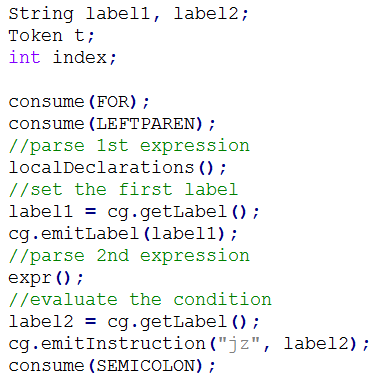 String label1, label2;
Token t;
int index;
consume(FOR);
consume(LEFTPAREN);
//parse 1st expression
localDeclarations();
//set the first label
label1 = cg.getLabel();
cg.emitLabel(label1);
//parse 2nd expression
expr();
//evaluate the condition
label2 = cg.getLabel();
cg.emitInstruction("jz", label2);
consume(SEMICOLON);